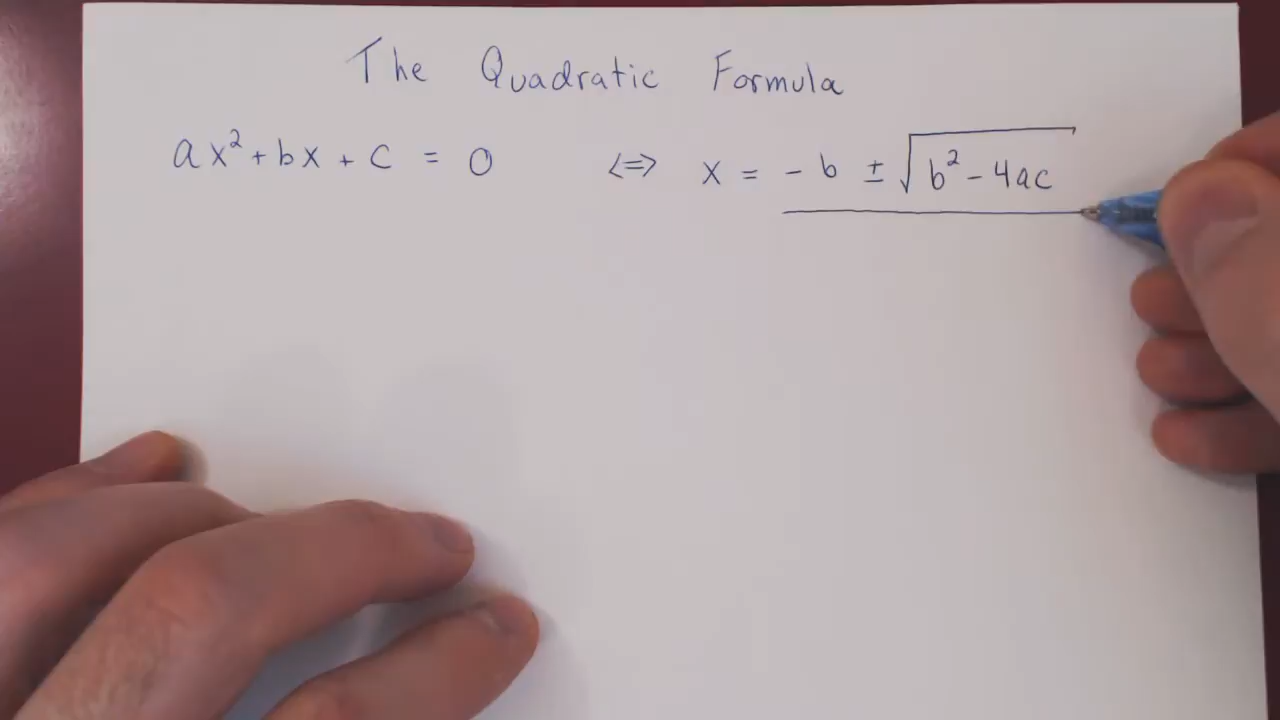 The Quadratic Formula
ax² + bx + c = 0 <=> x = - b ± √b² - 4ac